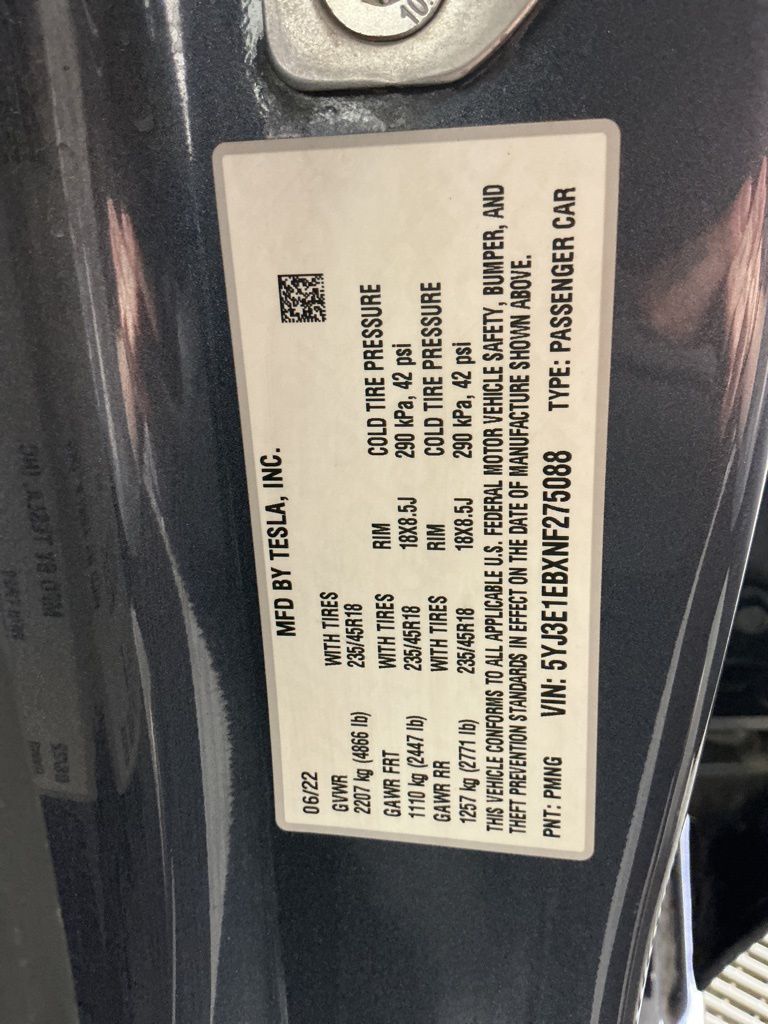 10.
MFD BY TESLA, INC.
06/22
GVWR WITH TIRES
2207 kg (4866 lb) 235/45R18
GAWR FRT WITH TIRES RIM COLD TIRE PRESSURE
1110 kg (2447 lb) 235/45R18 18X8.5J 290 kPa, 42 psi
GAWR RR WITH TIRES RIM COLD TIRE PRESSURE
1257 kg (2771 lb) 235/45R18 18X8.5J 290 kPa, 42 psi
THIS VEHICLE CONFORMS TO ALL APPLICABLE U.S. FEDERAL MOTOR VEHICLE SAFETY, BUMPER, AND
THEFT PREVENTION STANDARDS IN EFFECT ON THE DATE OF MANUFACTURE SHOWN ABOVE.
PNT: PMNG VIN: 5YJ3E1EBXNF275088 TYPE: PASSENGER CAR